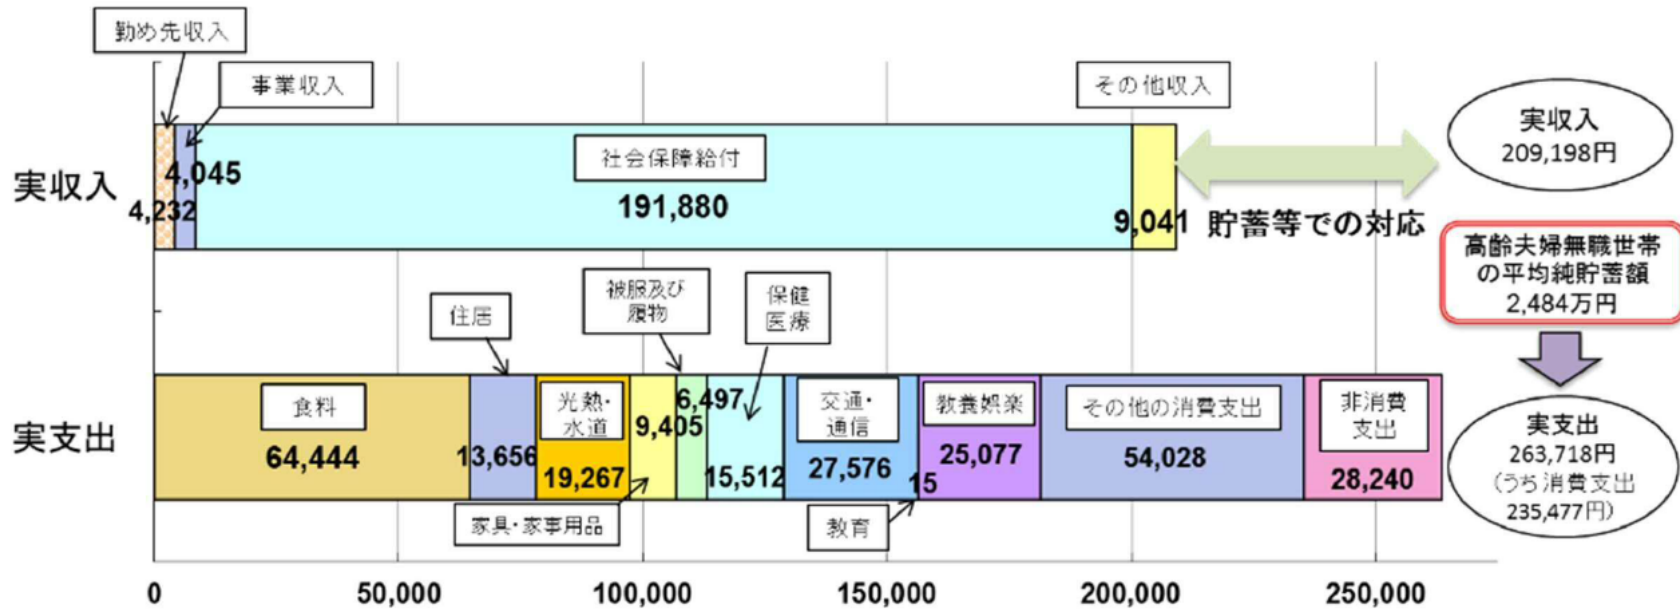 勤め先収入
事業収入
その他収入
実収入
209,198円
社会保障給付
実収入
4,045
4,232
191,880
9,041
貯蓄等での対応
高齢夫婦無職世帯
の平均純貯蓄額
2,484万円
住居
被服及び
履物
保健
医療
食料
光熱・
水道
6,497
交通・
通信
教養娯楽
その他の消費支出
非消費
支出
実支出
64,444
13,656
19,267
9,405
15,512
27,576
15
25,077
54,028
28,240
実支出
263,718円
(うち消費支出
235,477円)
家具・家事用品
教育
0
50,000
100,000
150,000
200,000
250,000